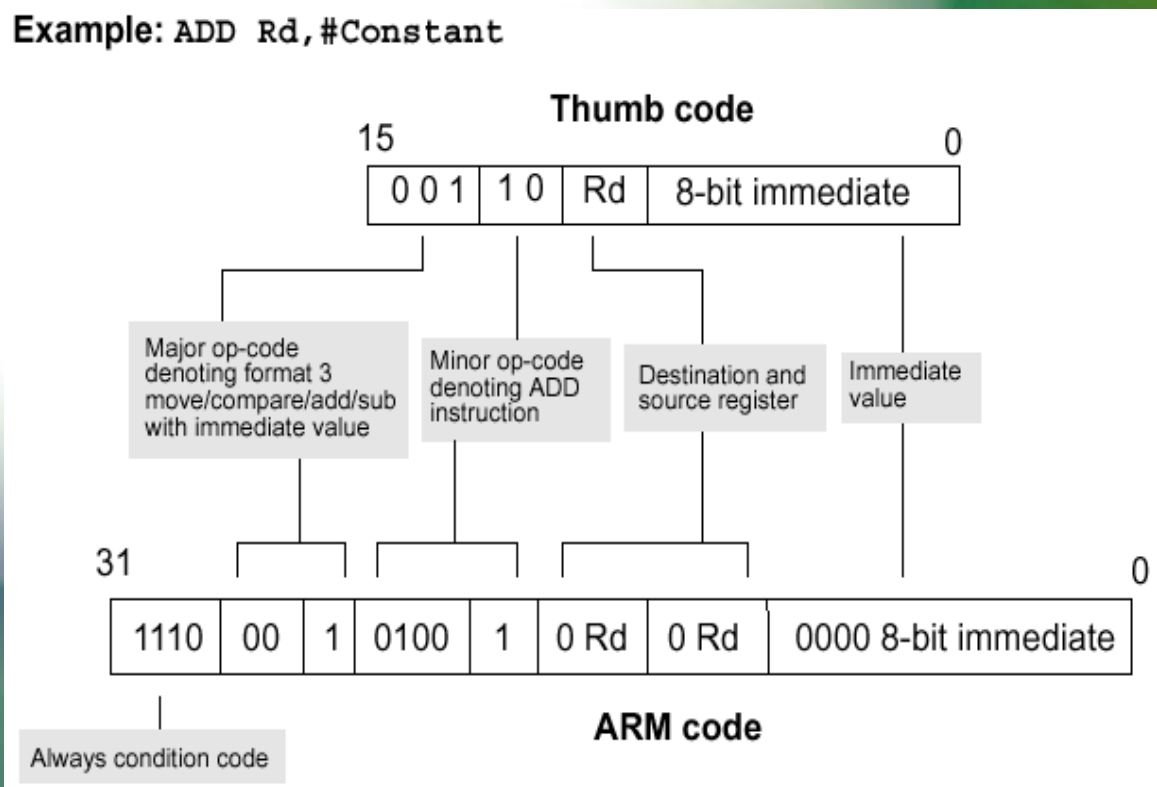 Example: ADD Rd,#Constant
Thumb code
15 0
0 0 1 1 0 Rd 8-bit immediate
Major op-code
denoting format 3
move/compare/add/sub
with immediate value
Minor op-code
denoting ADD
instruction
Destination and
source register
Immediate
value
31 0
1110 00 1 0100 1 0 Rd 0 Rd 0000 8-bit immediate
ARM code
Always condition code